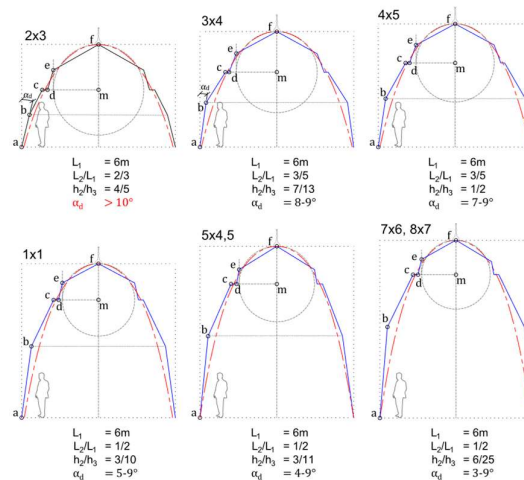 2x3
f
e
c
d
m
αd
b
a
L1 = 6m
L2/L1 = 2/3
h2/h3 = 4/5
αd > 10°
3x4
f
e
c
d
m
αd
b
a
L1 = 6m
L2/L1 = 3/5
h2/h3 = 7/13
αd = 8-9°
4x5
f
e
c
d
m
b
a
L1 = 6m
L2/L1 = 3/5
h2/h3 = 1/2
αd = 7-9°
1x1
f
e
c
d
m
b
a
L1 = 6m
L2/L1 = 1/2
h2/h3 = 3/10
αd = 5-9°
5x4,5
f
e
c
d
m
b
a
L1 = 6m
L2/L1 = 1/2
h2/h3 = 3/11
αd = 4-9°
7x6, 8x7
f
e
c
d
m
b
a
L1 = 6m
L2/L1 = 1/2
h2/h3 = 6/25
αd = 3-9°